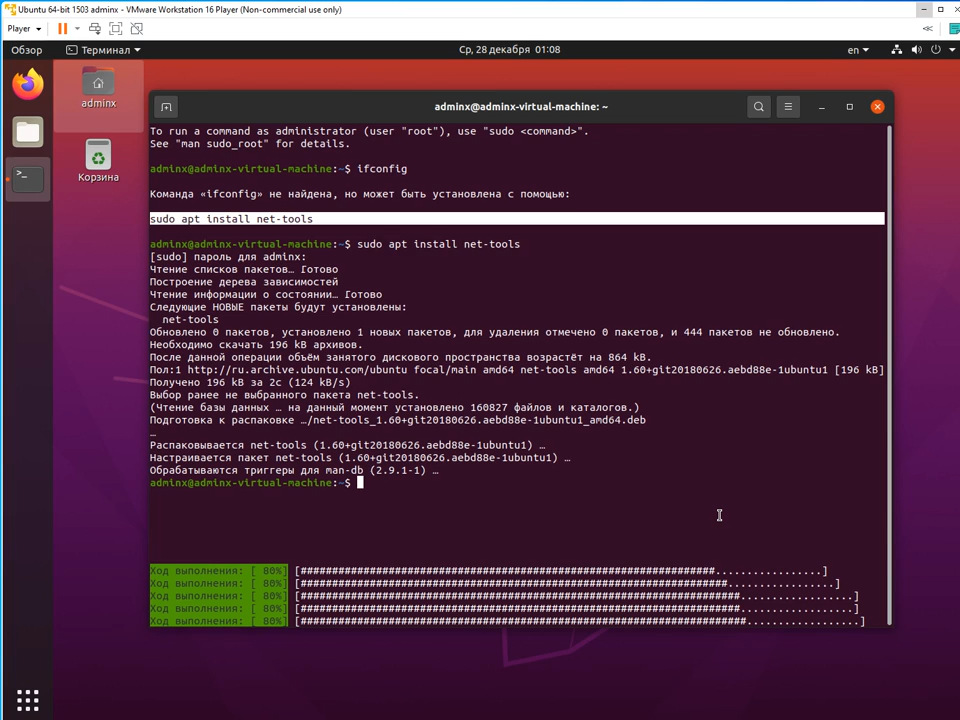 Ubuntu 64-bit 1503 adminx - VMware Workstation 16 Player (Non-commercial use only)
Player
Обзор
Терминал
Ср, 28 декабря 01:08
en
adminx
Корзина
adminx@adminx-virtual-machine: ~
To run a command as administrator (user "root"), use "sudo <command>".
See "man sudo_root" for details.
adminx@adminx-virtual-machine:~$ ifconfig
Команда «ifconfig» не найдена, но может быть установлена с помощью:
sudo apt install net-tools
adminx@adminx-virtual-machine:~$ sudo apt install net-tools
[sudo] пароль для adminx:
Чтение списков пакетов… Готово
Построение дерева зависимостей
Чтение информации о состоянии… Готово
Следующие НОВЫЕ пакеты будут установлены:
net-tools
Обновлено 0 пакетов, установлено 1 новых пакетов, для удаления отмечено 0 пакетов, и 444 пакетов не обновлено.
Необходимо скачать 196 kB архивов.
После данной операции объём занятого дискового пространства возрастёт на 864 kB.
Пол:1 http://ru.archive.ubuntu.com/ubuntu focal/main amd64 net-tools amd64 1.60+git20180626.aebd88e-1ubuntu1 [196 kB]
Получено 196 kB за 2с (124 kB/s)
Выбор ранее не выбранного пакета net-tools.
(Чтение базы данных … на данный момент установлено 160827 файлов и каталогов.)
Подготовка к распаковке …/net-tools_1.60+git20180626.aebd88e-1ubuntu1_amd64.deb
…
Распаковывается net-tools (1.60+git20180626.aebd88e-1ubuntu1) …
Настраивается пакет net-tools (1.60+git20180626.aebd88e-1ubuntu1) …
Обрабатываются триггеры для man-db (2.9.1-1) …
adminx@adminx-virtual-machine:~$
Ход выполнения: [ 80%] [##################################################################.................]
Ход выполнения: [ 80%] [####################################################################.................]
Ход выполнения: [ 80%] [######################################################################..................]
Ход выполнения: [ 80%] [######################################################################..................]
Ход выполнения: [ 80%] [#######################################################################..................]